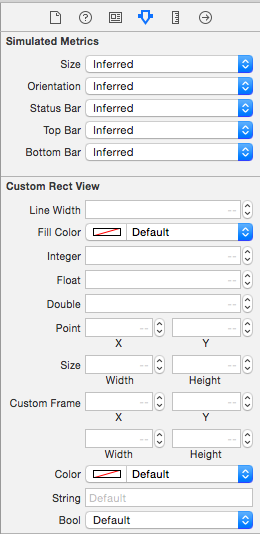 Simulated Metrics
Size Inferred
Orientation Inferred
Status Bar Inferred
Top Bar Inferred
Bottom Bar Inferred
Custom Rect View
Line Width --
Fill Color Default
Integer --
Float --
Double --
Point -- --
X Y
Size -- --
Width Height
Custom Frame -- --
X Y
-- --
Width Height
Color Default
String Default
Bool Default